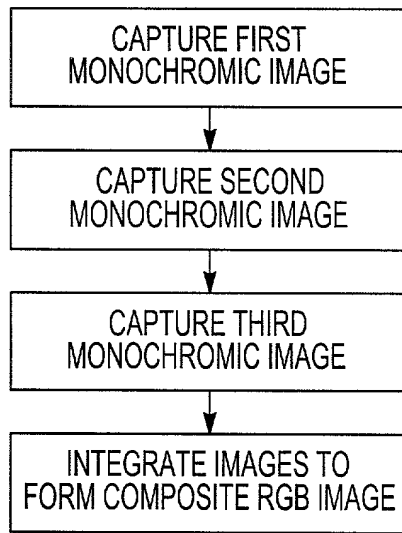 CAPTURE FIRST
MONOCHROMIC IMAGE
CAPTURE SECOND
MONOCHROMIC IMAGE
CAPTURE THIRD
MONOCHROMIC IMAGE
INTEGRATE IMAGES TO
FORM COMPOSITE RGB IMAGE